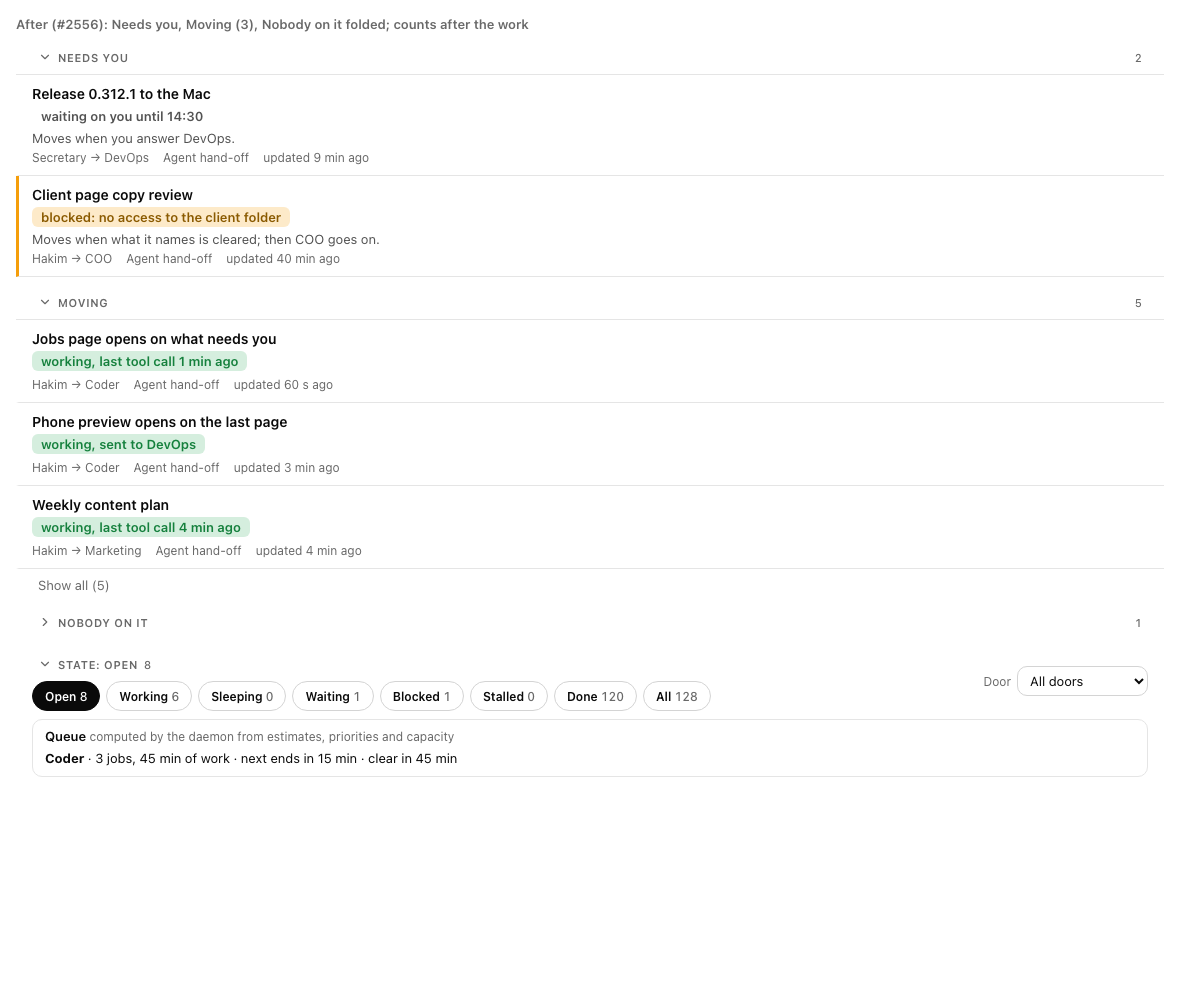 After (#2556): Needs you, Moving (3), Nobody on it folded; counts after the work
NEEDS YOU 2
Release 0.312.1 to the Mac
waiting on you until 14:30
Moves when you answer DevOps.
Secretary → DevOps Agent hand-off updated 9 min ago
Client page copy review
blocked: no access to the client folder
Moves when what it names is cleared; then COO goes on.
Hakim → COO Agent hand-off updated 40 min ago
MOVING 5
Jobs page opens on what needs you
working, last tool call 1 min ago
Hakim → Coder Agent hand-off updated 60 s ago
Phone preview opens on the last page
working, sent to DevOps
Hakim → Coder Agent hand-off updated 3 min ago
Weekly content plan
working, last tool call 4 min ago
Hakim → Marketing Agent hand-off updated 4 min ago
Show all (5)
NOBODY ON IT 1
STATE: OPEN 8
Door All doors
Open 8 Working 6 Sleeping 0 Waiting 1 Blocked 1 Stalled 0 Done 120 All 128
Queue computed by the daemon from estimates, priorities and capacity
Coder · 3 jobs, 45 min of work · next ends in 15 min · clear in 45 min